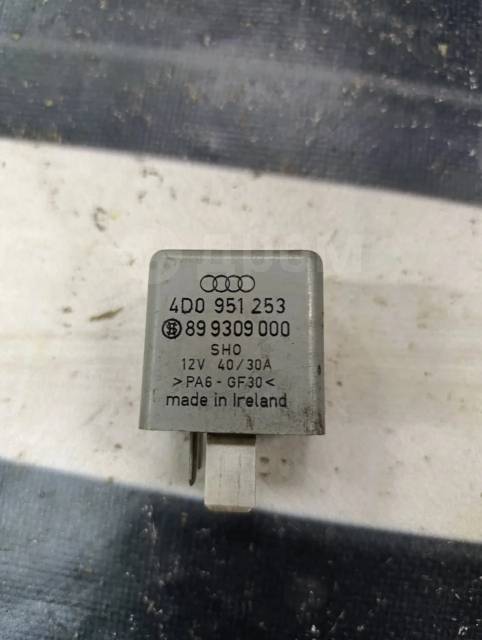 4D0 951 253
89 9309 000
SHO
12V 40/30A
>PA6-GF30<
made in Ireland